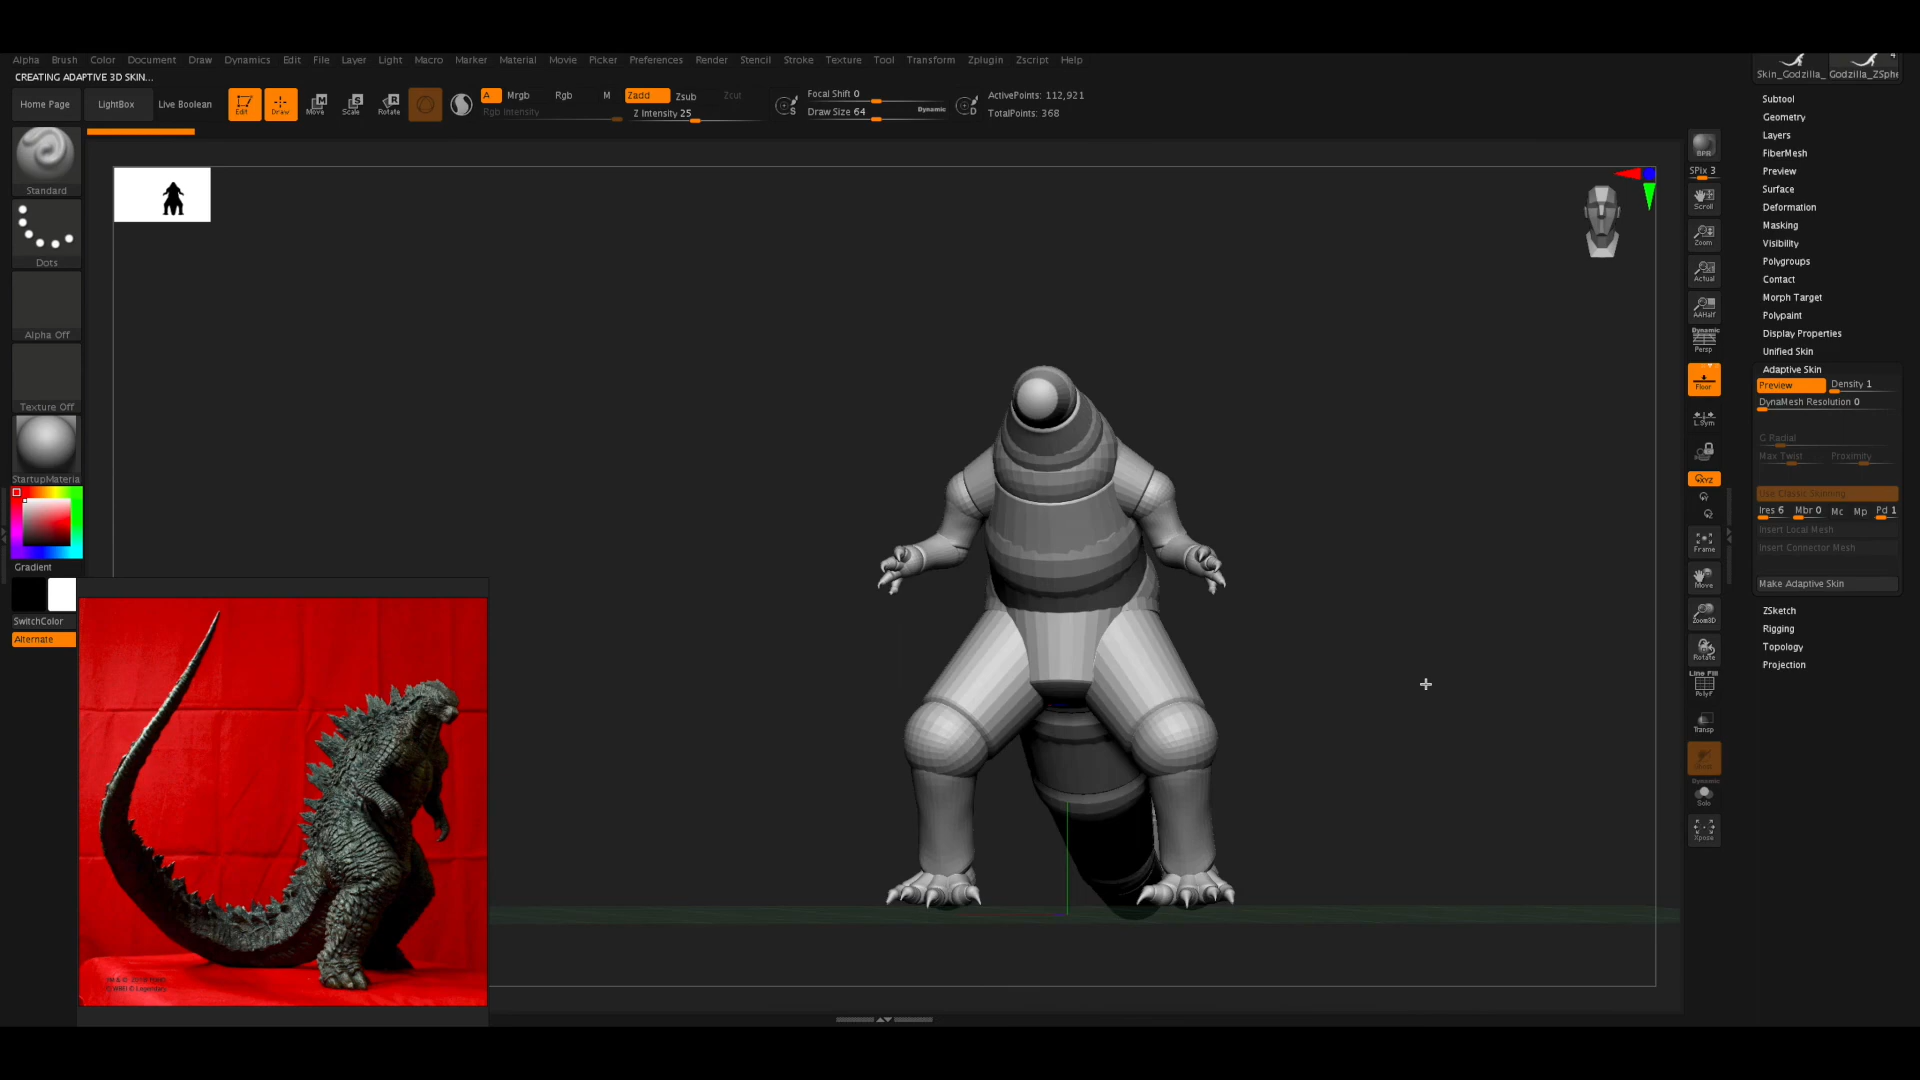 Alpha Brush Color Document Draw Dynamics Edit File Layer Light Macro Marker Material Movie Picker Preferences Render Stencil Stroke Texture Tool Transform Zplugin Zscript Help
CREATING ADAPTIVE 3D SKIN...
Home Page LightBox Live Boolean Edit Draw Move Scale Rotate
A Mrgb Rgb M Zadd Zsub Zcut
Rgb Intensity Z Intensity 25
Focal Shift 0
Draw Size 64 Dynamic
S D
ActivePoints: 112,921
TotalPoints: 368
Standard
Dots
Alpha Off
Texture Off
StartupMateria
Gradient
SwitchColor
Alternate
BPR
SPix 3
Scroll
Zoom
Actual
AAHalf
Dynamic
Persp
Floor
L.Sym
XYZ
Frame
Move
Zoom3D
Rotate
Line Fill
PolyF
Transp
Dynamic
Solo
Xpose
4
Skin_Godzilla_ Godzilla_ZSphe
Subtool
Geometry
Layers
FiberMesh
Preview
Surface
Deformation
Masking
Visibility
Polygroups
Contact
Morph Target
Polypaint
Display Properties
Unified Skin
Adaptive Skin
Preview Density 1
DynaMesh Resolution 0
G Radial
Max Twist Proximity
Use Classic Skinning
Ires 6 Mbr 0 Mc Mp Pd 1
Insert Local Mesh
Insert Connector Mesh
Make Adaptive Skin
ZSketch
Rigging
Topology
Projection